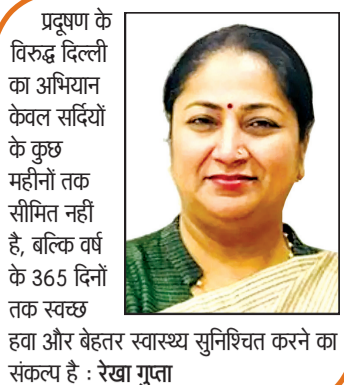 प्रदूषण के
विरुद्ध दिल्ली
का अभियान
केवल सर्दियों
के कुछ
महीनों तक
सीमित नहीं
है, बल्कि वर्ष
के 365 दिनों
तक स्वच्छ
हवा और बेहतर स्वास्थ्य सुनिश्चित करने का
संकल्प है : रेखा गुप्ता